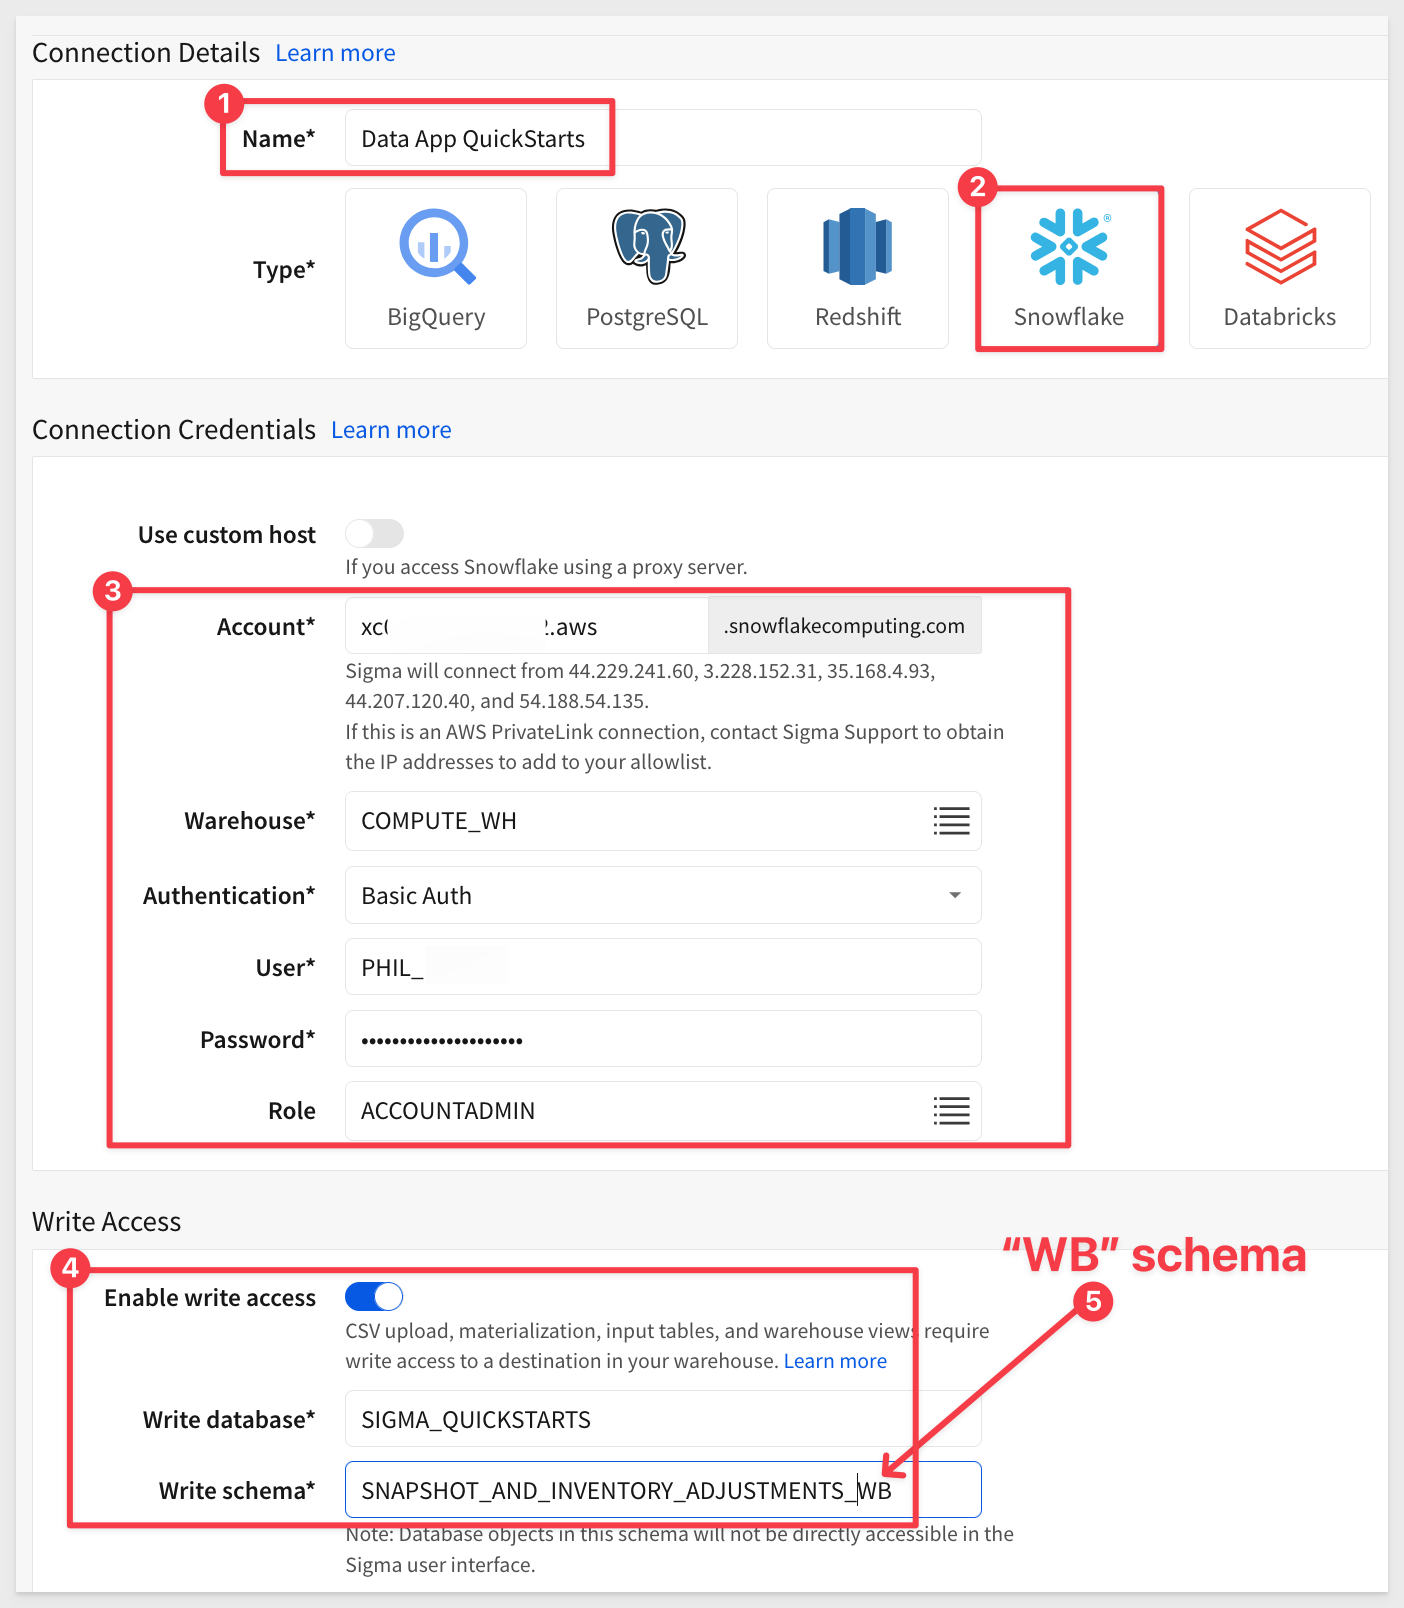 Connection Details Learn more
1
Name* Data App QuickStarts
2
Type*
BigQuery PostgreSQL Redshift Snowflake Databricks
®
Connection Credentials Learn more
Use custom host
If you access Snowflake using a proxy server.
3
Account* .aws .snowflakecomputing.com
Sigma will connect from 44.229.241.60, 3.228.152.31, 35.168.4.93,
44.207.120.40, and 54.188.54.135.
If this is an AWS PrivateLink connection, contact Sigma Support to obtain
the IP addresses to add to your allowlist.
Warehouse* COMPUTE_WH
Authentication* Basic Auth
User* PHIL_
Password* •••••••••••••••••••••
Role ACCOUNTADMIN
Write Access
“WB” schema
4
5
Enable write access
CSV upload, materialization, input tables, and warehouse views require
write access to a destination in your warehouse. Learn more
Write database* SIGMA_QUICKSTARTS
Write schema* SNAPSHOT_AND_INVENTORY_ADJUSTMENTS_WB
Note: Database objects in this schema will not be directly accessible in the
Sigma user interface.